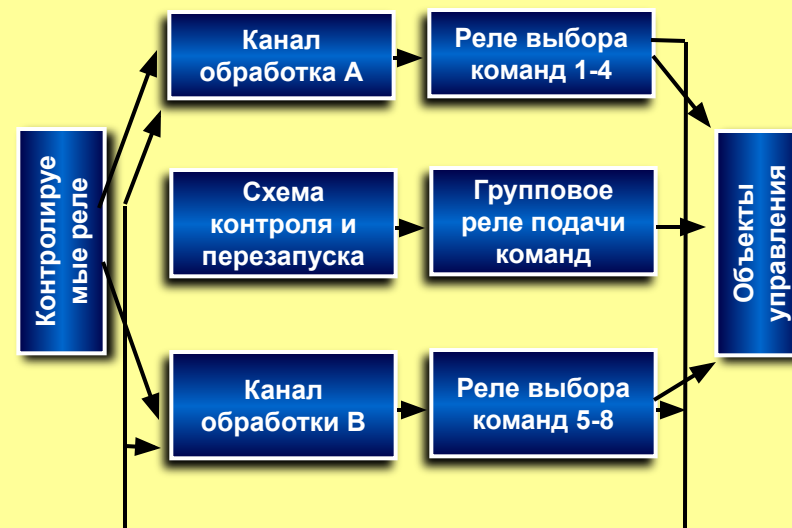 Контролируе
мые реле
Канал
обработка А
Реле выбора
команд 1-4
Схема
контроля и
перезапуска
Групповое
реле подачи
команд
Канал
обработки В
Реле выбора
команд 5-8
Объекты
управления